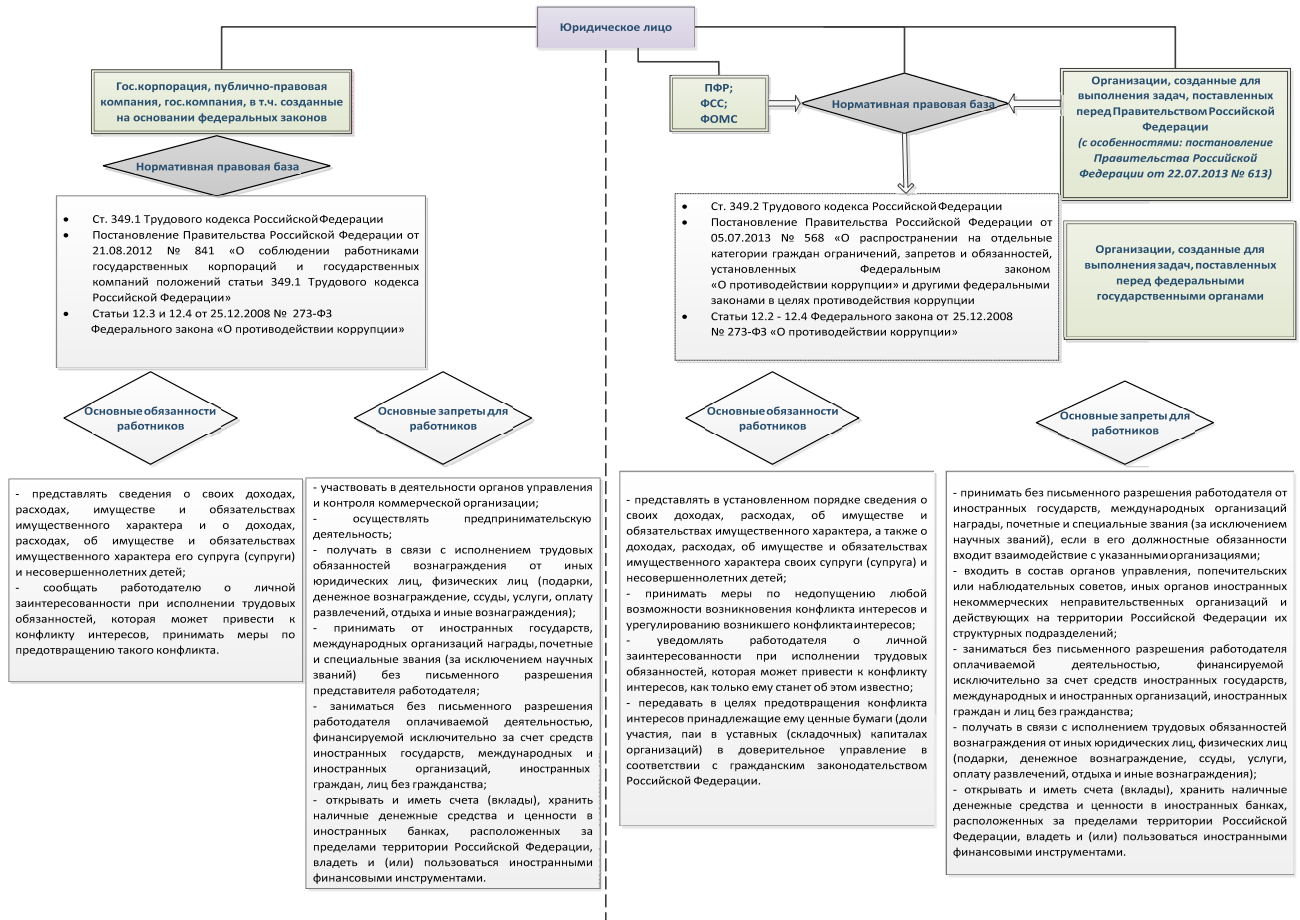 Юридическое лицо
Гос.корпорация, публично-правовая
компания, гос.компания, в т.ч. созданные
на основании федеральных законов
Нормативная правовая база
• Ст. 349.1 Трудового кодекса Российской Федерации
• Постановление Правительства Российской Федерации от
21.08.2012 № 841 «О соблюдении работниками
государственных корпораций и государственных
компаний положений статьи 349.1 Трудового кодекса
Российской Федерации»
• Статьи 12.3 и 12.4 от 25.12.2008 № 273-ФЗ
Федерального закона «О противодействии коррупции»
Основные обязанности
работников
- представлять сведения о своих доходах,
расходах, имуществе и обязательствах
имущественного характера и о доходах,
расходах, об имуществе и обязательствах
имущественного характера его супруга (супруги)
и несовершеннолетних детей;
- сообщать работодателю о личной
заинтересованности при исполнении трудовых
обязанностей, которая может привести к
конфликту интересов, принимать меры по
предотвращению такого конфликта.
Основные запреты для
работников
- участвовать в деятельности органов управления
и контроля коммерческой организации;
- осуществлять предпринимательскую
деятельность;
- получать в связи с исполнением трудовых
обязанностей вознаграждения от иных
юридических лиц, физических лиц (подарки,
денежное вознаграждение, ссуды, услуги, оплату
развлечений, отдыха и иные вознаграждения);
- принимать от иностранных государств,
международных организаций награды, почетные
и специальные звания (за исключением научных
званий) без письменного разрешения
представителя работодателя;
- заниматься без письменного разрешения
работодателя оплачиваемой деятельностью,
финансируемой исключительно за счет средств
иностранных государств, международных и
иностранных организаций, иностранных
граждан, лиц без гражданства;
- открывать и иметь счета (вклады), хранить
наличные денежные средства и ценности в
иностранных банках, расположенных за
пределами территории Российской Федерации,
владеть и (или) пользоваться иностранными
финансовыми инструментами.
ПФР;
ФСС;
ФОМС
Нормативная правовая база
Организации, созданные для
выполнения задач, поставленных
перед Правительством Российской
Федерации
(с особенностями: постановление
Правительства Российской
Федерации от 22.07.2013 № 613)
• Ст. 349.2 Трудового кодекса Российской Федерации
• Постановление Правительства Российской Федерации от
05.07.2013 № 568 «О распространении на отдельные
категории граждан ограничений, запретов и обязанностей,
установленных Федеральным законом
«О противодействии коррупции» и другими федеральными
законами в целях противодействия коррупции
• Статьи 12.2 - 12.4 Федерального закона от 25.12.2008
№ 273-ФЗ «О противодействии коррупции»
Организации, созданные для
выполнения задач, поставленных
перед федеральными
государственными органами
Основные обязанности
работников
- представлять в установленном порядке сведения о
своих доходах, расходах, об имуществе и
обязательствах имущественного характера, а также о
доходах, расходах, об имуществе и обязательствах
имущественного характера своих супруги (супруга) и
несовершеннолетних детей;
- принимать меры по недопущению любой
возможности возникновения конфликта интересов и
урегулированию возникшего конфликта интересов;
- уведомлять работодателя о личной
заинтересованности при исполнении трудовых
обязанностей, которая может привести к конфликту
интересов, как только ему станет об этом известно;
- передавать в целях предотвращения конфликта
интересов принадлежащие ему ценные бумаги (доли
участия, паи в уставных (складочных) капиталах
организаций) в доверительное управление в
соответствии с гражданским законодательством
Российской Федерации.
Основные запреты для
работников
- принимать без письменного разрешения работодателя от
иностранных государств, международных организаций
награды, почетные и специальные звания (за исключением
научных званий), если в его должностные обязанности
входит взаимодействие с указанными организациями;
- входить в состав органов управления, попечительских
или наблюдательных советов, иных органов иностранных
некоммерческих неправительственных организаций и
действующих на территории Российской Федерации их
структурных подразделений;
- заниматься без письменного разрешения работодателя
оплачиваемой деятельностью, финансируемой
исключительно за счет средств иностранных государств,
международных и иностранных организаций, иностранных
граждан и лиц без гражданства;
- получать в связи с исполнением трудовых обязанностей
вознаграждения от иных юридических лиц, физических лиц
(подарки, денежное вознаграждение, ссуды, услуги,
оплату развлечений, отдыха и иные вознаграждения);
- открывать и иметь счета (вклады), хранить наличные
денежные средства и ценности в иностранных банках,
расположенных за пределами территории Российской
Федерации, владеть и (или) пользоваться иностранными
финансовыми инструментами.